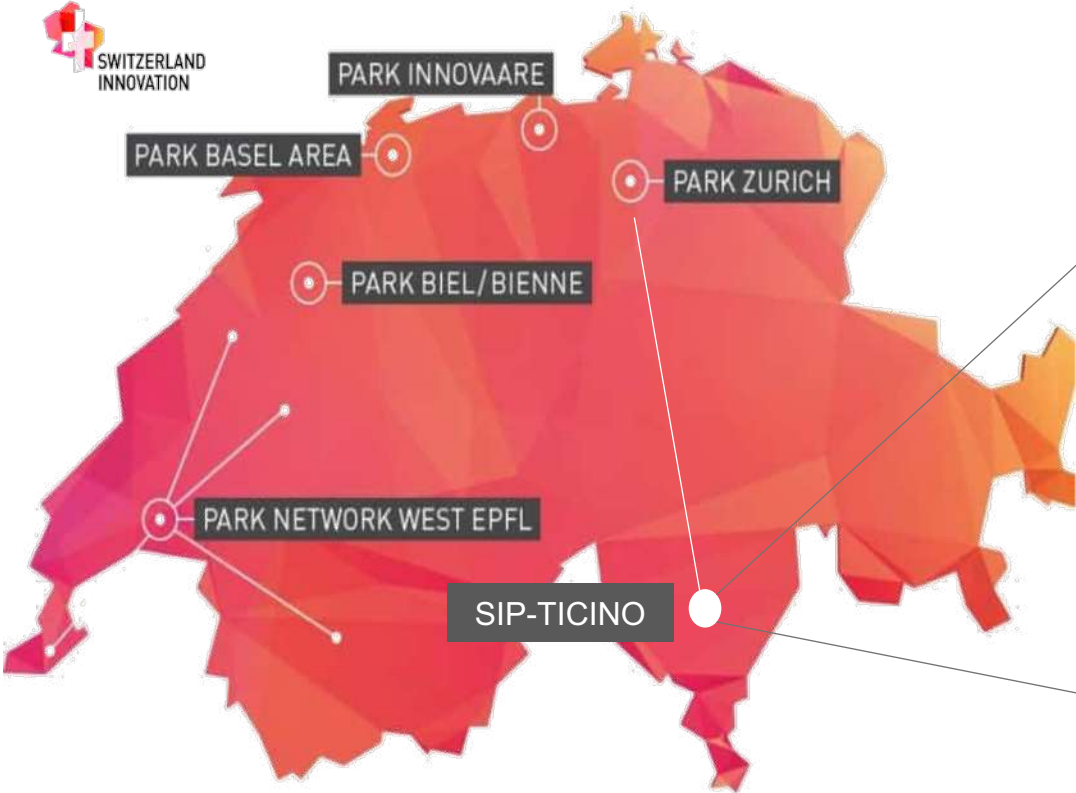 SWITZERLAND
INNOVATION
PARK INNOVAARE
PARK BASEL AREA
PARK ZURICH
PARK BIEL/BIENNE
PARK NETWORK WEST EPFL
SIP-TICINO